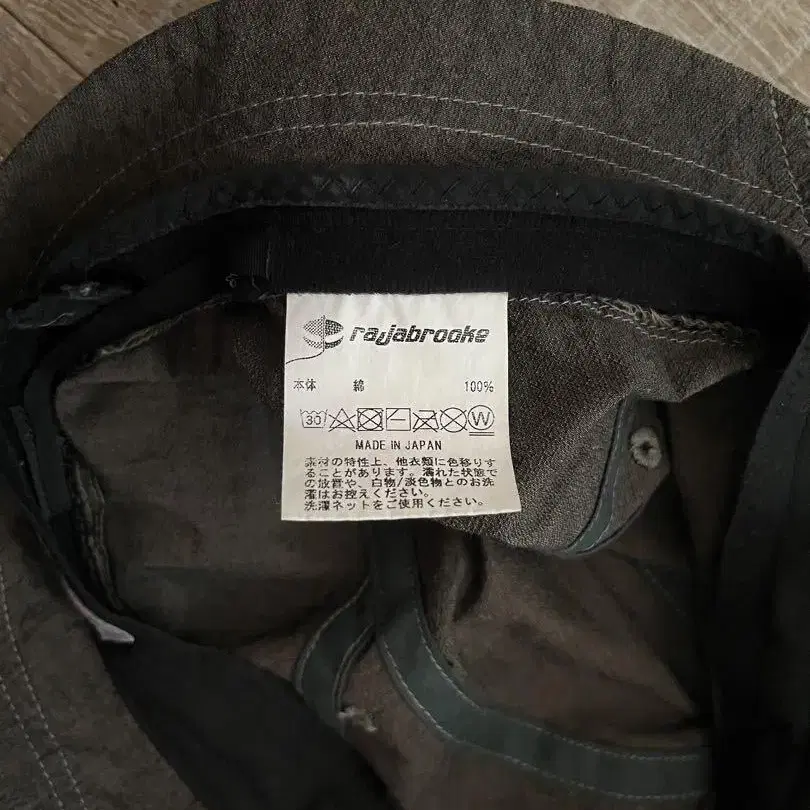 rajabrooke
本体 綿 100%
30 W
MADE IN JAPAN
素材の特性上、他衣類に色移りす
ることがあります。濡れた状態で
の放置や、白物/淡色物とのお洗
濯はお控えください。
洗濯ネットをご使用ください。